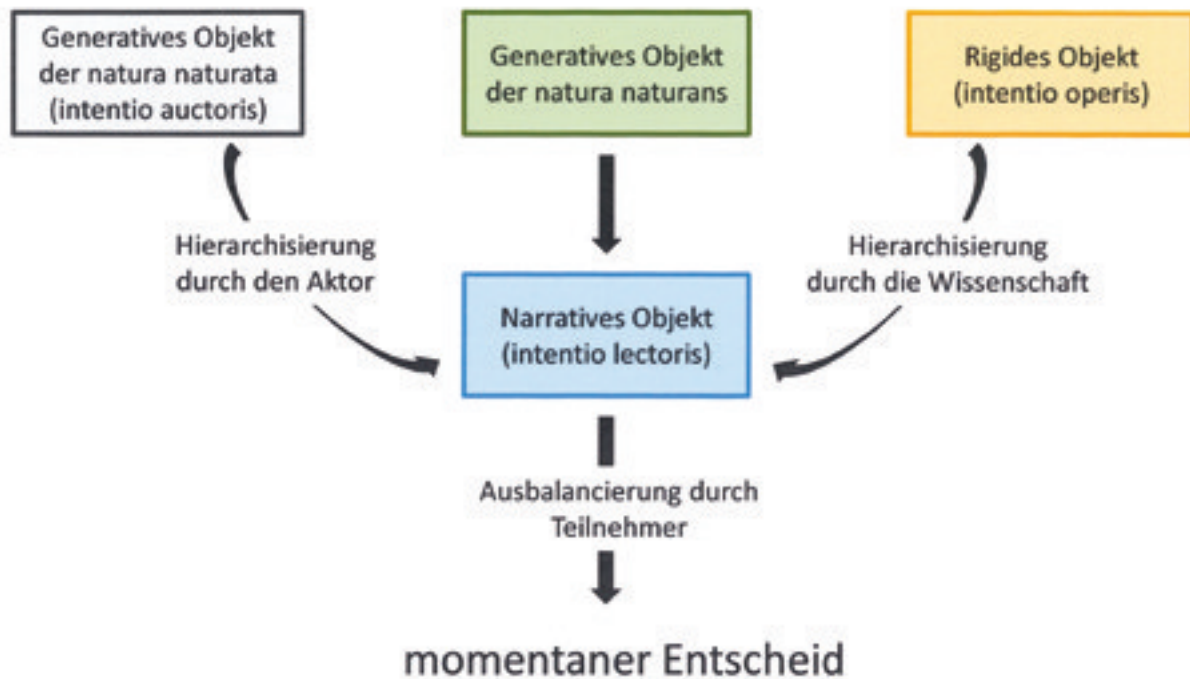 Generatives Objekt
der natura naturata
(intentio auctoris)
Generatives Objekt
der natura naturans
Rigides Objekt
(intentio operis)
Hierarchisierung
durch den Aktor
Hierarchisierung
durch die Wissenschaft
Narratives Objekt
(intentio lectoris)
Ausbalancierung durch
Teilnehmer
momentaner Entscheid